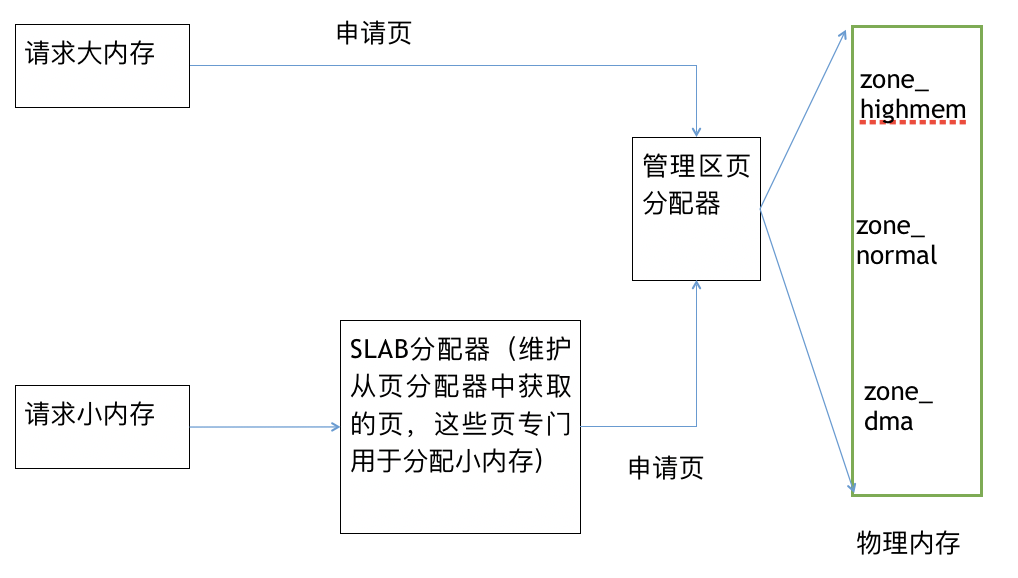 申请页
请求大内存
zone_
highmem
管理区页
分配器
zone_
normal
SLAB分配器（维护
从页分配器中获取
的页，这些页专门
用于分配小内存）
请求小内存
zone_
dma
申请页
物理内存